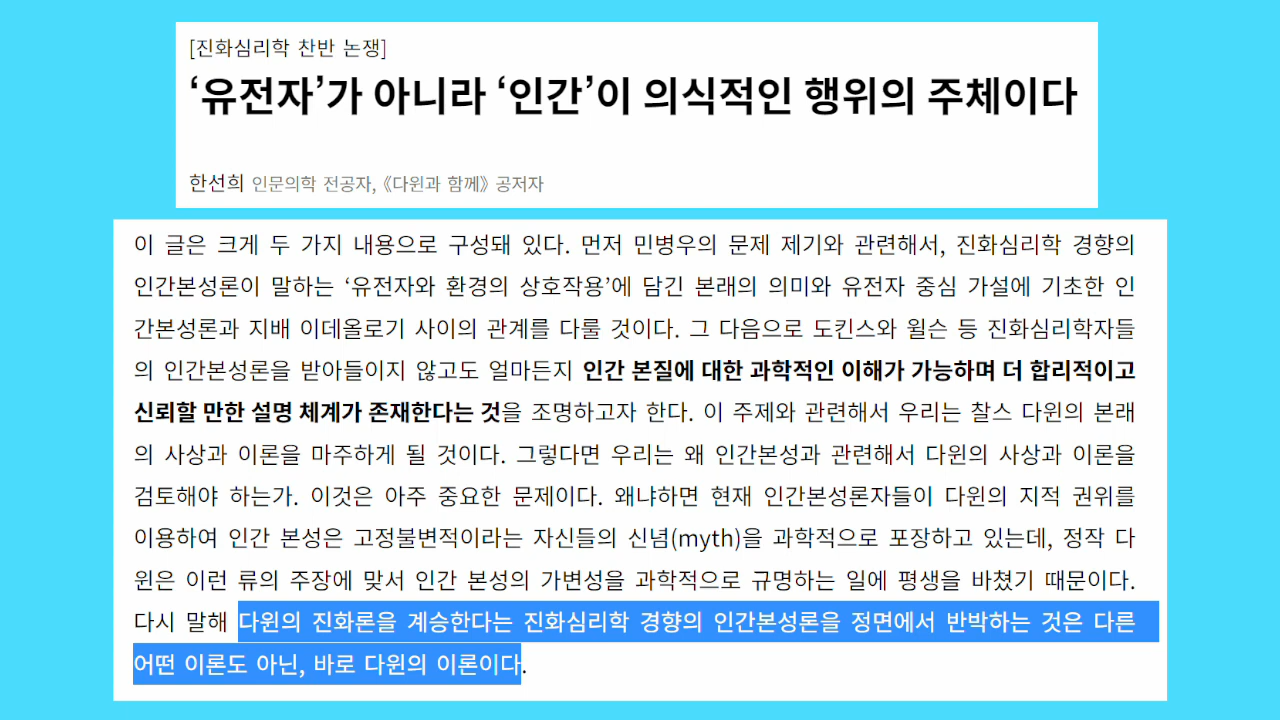 [진화심리학 찬반 논쟁]
‘유전자’가 아니라 ‘인간’이 의식적인 행위의 주체이다
한선희 인문의학 전공자, 《다윈과 함께》 공저자
이 글은 크게 두 가지 내용으로 구성돼 있다. 먼저 민병우의 문제 제기와 관련해서, 진화심리학 경향의
인간본성론이 말하는 ‘유전자와 환경의 상호작용’에 담긴 본래의 의미와 유전자 중심 가설에 기초한 인
간본성론과 지배 이데올로기 사이의 관계를 다룰 것이다. 그 다음으로 도킨스와 윌슨 등 진화심리학자들
의 인간본성론을 받아들이지 않고도 얼마든지 인간 본질에 대한 과학적인 이해가 가능하며 더 합리적이고
신뢰할 만한 설명 체계가 존재한다는 것을 조명하고자 한다. 이 주제와 관련해서 우리는 찰스 다윈의 본래
의 사상과 이론을 마주하게 될 것이다. 그렇다면 우리는 왜 인간본성과 관련해서 다윈의 사상과 이론을
검토해야 하는가. 이것은 아주 중요한 문제이다. 왜냐하면 현재 인간본성론자들이 다윈의 지적 권위를
이용하여 인간 본성은 고정불변적이라는 자신들의 신념(myth)을 과학적으로 포장하고 있는데, 정작 다
윈은 이런 류의 주장에 맞서 인간 본성의 가변성을 과학적으로 규명하는 일에 평생을 바쳤기 때문이다.
다시 말해 다윈의 진화론을 계승한다는 진화심리학 경향의 인간본성론을 정면에서 반박하는 것은 다른
어떤 이론도 아닌, 바로 다윈의 이론이다.